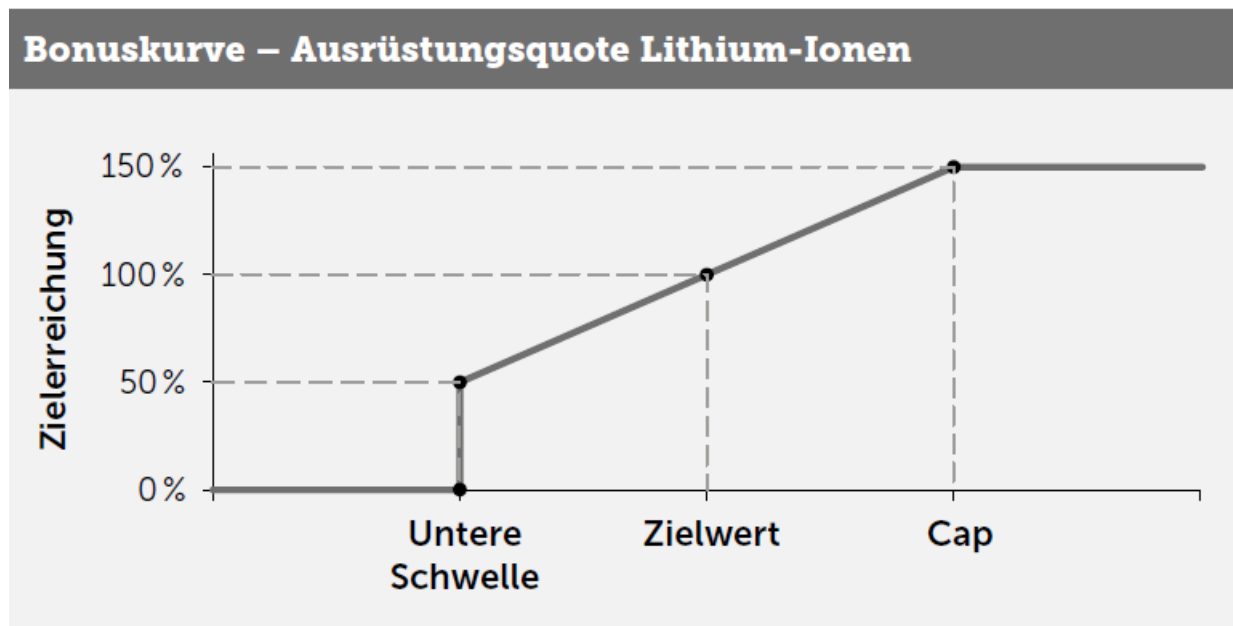 Bonuskurve – Ausrüstungsquote Lithium-Ionen
Zielerreichung
150 %
100 %
50 %
0 %
Untere
Schwelle
Zielwert
Cap